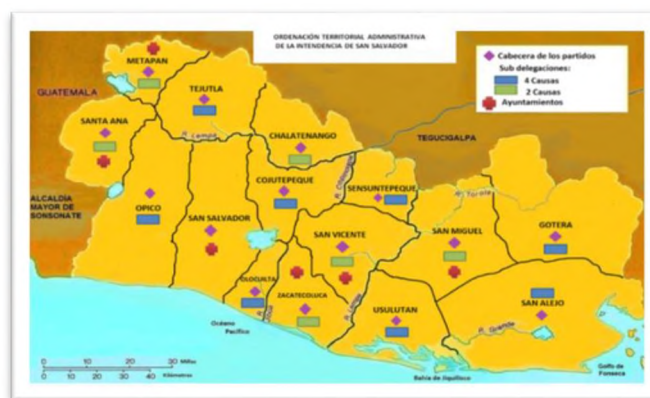 ORDENACIÓN TERRITORIAL ADMINISTRATIVA
DE LA INTENDENCIA DE SAN SALVADOR
Cabecera de los partidos
Sub delegaciones:
4 Causas
2 Causas
Ayuntamientos
METAPAN
GUATEMALA
TEJUTLA
SANTA ANA
R. Lempa
CHALATENANGO
TEGUCIGALPA
ALCALDÍA
MAYOR DE
SONSONATE
OPICO
COJUTEPEQUE
SENSUNTEPEQUE
R. Torola
SAN SALVADOR
SAN VICENTE
SAN MIGUEL
GOTERA
OLOCUILTA
ZACATECOLUCA
R. Lempa
USULUTAN
SAN ALEJO
R. Grande
Océano
Pacífico
Bahía de Jiquilisco
Golfo de
Fonseca
0 10 20 30 Millas
0 10 20 30 40 Kilómetros